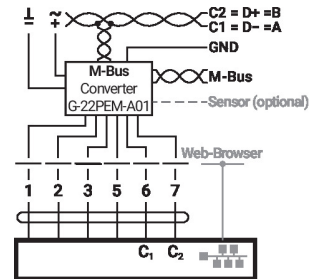 C2 = D+ =B
C1 = D− =A
GND
M-Bus
Converter
G-22PEM-A01
M-Bus
Sensor (optional)
Web-Browser
1 2 3 5 6 7
C1 C2